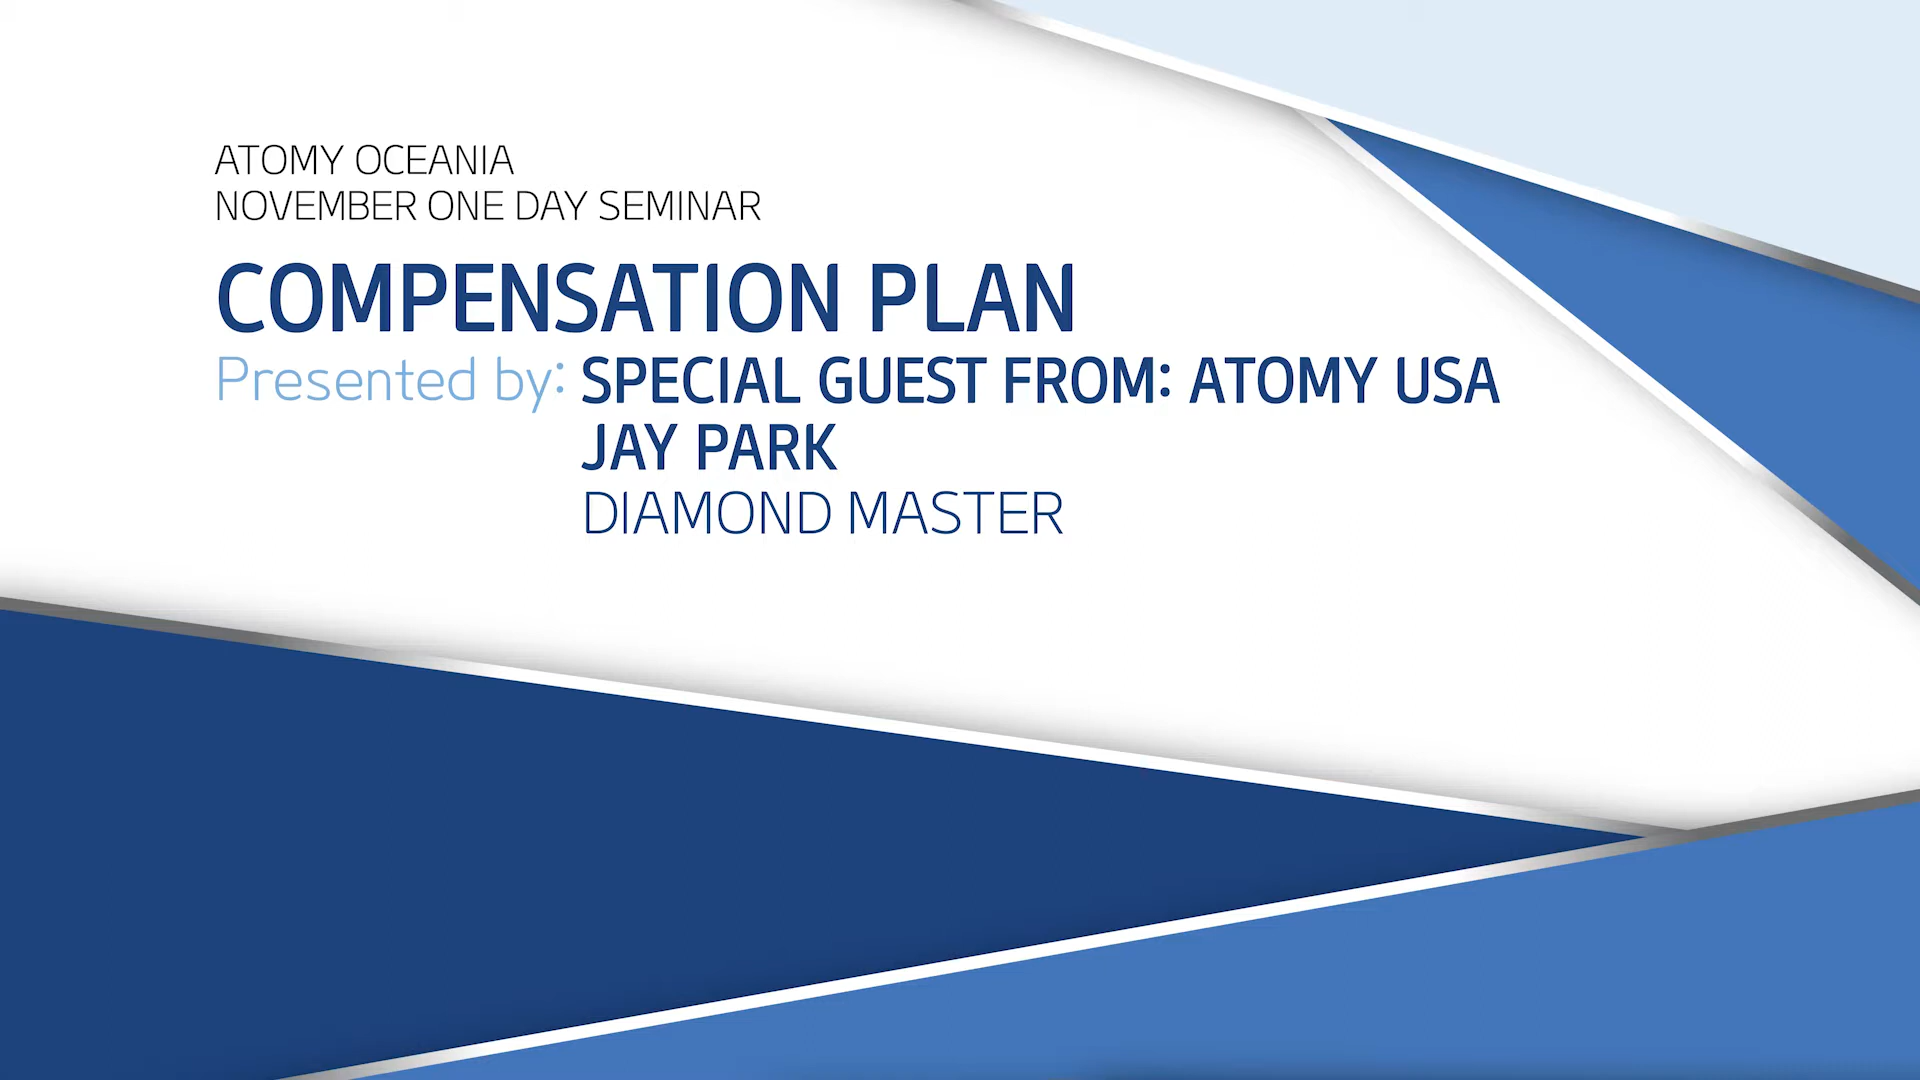 ATOMY OCEANIA
NOVEMBER ONE DAY SEMINAR
COMPENSATION PLAN
Presented by: SPECIAL GUEST FROM: ATOMY USA
JAY PARK
DIAMOND MASTER